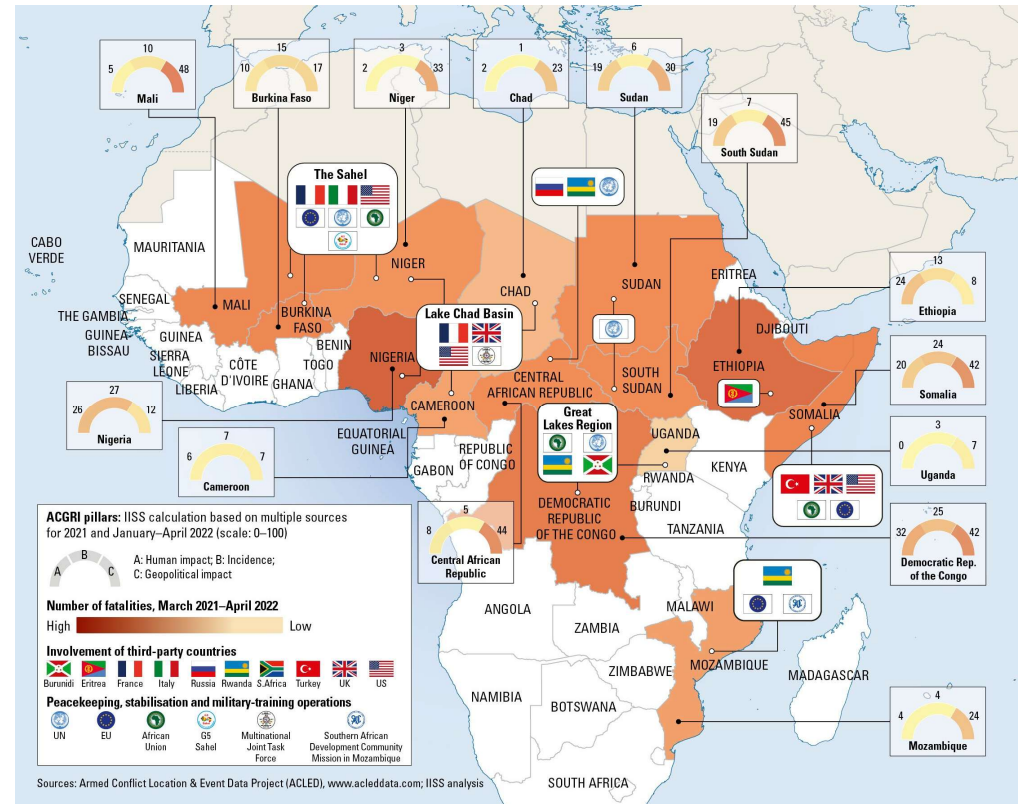 10
5
48
Mali
15
10
17
Burkina Faso
3
2
33
Niger
1
2
23
Chad
6
19
30
Sudan
7
19
45
South Sudan
The Sahel
CABO
VERDE
MAURITANIA
SENEGAL
THE GAMBIA
GUINEA
BISSAU
GUINEA
SIERRA
LEONE
LIBERIA
CÔTE
D'IVOIRE
GHANA
TOGO
BENIN
MALI
BURKINA
FASO
NIGER
CHAD
SUDAN
ERITREA
DJIBOUTI
NIGERIA
Lake Chad Basin
CAMEROON
CENTRAL
AFRICAN REPUBLIC
SOUTH
SUDAN
ETHIOPIA
SOMALIA
13
24
8
Ethiopia
24
20
42
Somalia
3
0
7
Uganda
25
32
42
Democratic Rep.
of the Congo
27
26
12
Nigeria
7
6
7
Cameroon
EQUATORIAL
GUINEA
GABON
REPUBLIC
OF CONGO
Great
Lakes Region
UGANDA
RWANDA
KENYA
BURUNDI
TANZANIA
DEMOCRATIC
REPUBLIC
OF THE CONGO
5
8
44
Central African
Republic
ANGOLA
ZAMBIA
MALAWI
ZIMBABWE
MOZAMBIQUE
MADAGASCAR
NAMIBIA
BOTSWANA
SOUTH AFRICA
4
4
24
Mozambique
ACGRI pillars: IISS calculation based on multiple sources
for 2021 and January–April 2022 (scale: 0–100)
B
A
C
A: Human impact; B: Incidence;
C: Geopolitical impact
Number of fatalities, March 2021–April 2022
High
Low
Involvement of third-party countries
Burundi Eritrea France Italy Russia Rwanda S.Africa Turkey UK US
Peacekeeping, stabilisation and military-training operations
UN
EU
African
Union
G5
Sahel
Multinational
Joint Task
Force
Southern African
Development Community
Mission in Mozambique
Sources: Armed Conflict Location & Event Data Project (ACLED), www.acleddata.com; IISS analysis